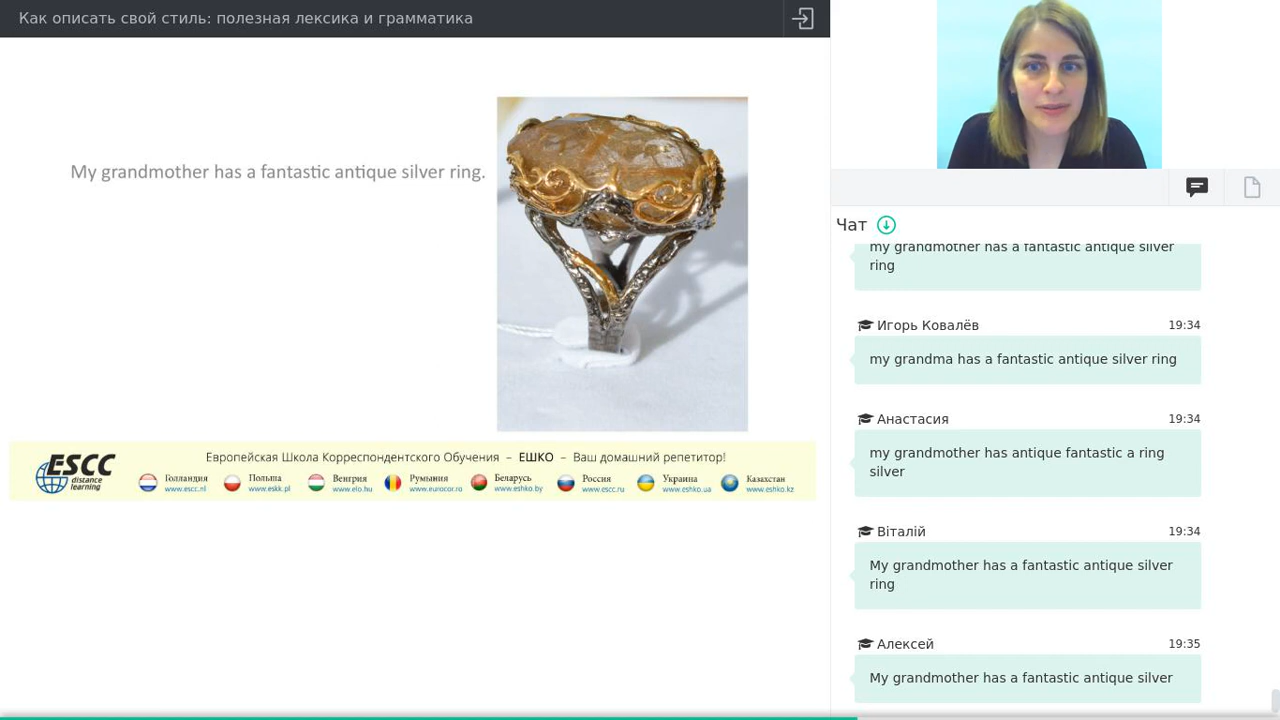 Как описать свой стиль: полезная лексика и грамматика
My grandmother has a fantastic antique silver ring.
ESCC
distance
learning
Европейская Школа Корреспондентского Обучения – ЕШКО – Ваш домашний репетитор!
Голландия
www.escc.nl
Польша
www.eskk.pl
Венгрия
www.elo.hu
Румыния
www.eurocor.ro
Беларусь
www.eshko.by
Россия
www.escc.ru
Украина
www.eshko.ua
Казахстан
www.eshko.kz
Чат
my grandmother has a fantastic antique silver
ring
Игорь Ковалёв 19:34
my grandma has a fantastic antique silver ring
Анастасия 19:34
my grandmother has antique fantastic a ring
silver
Віталій 19:34
My grandmother has a fantastic antique silver
ring
Алексей 19:35
My grandmother has a fantastic antique silver